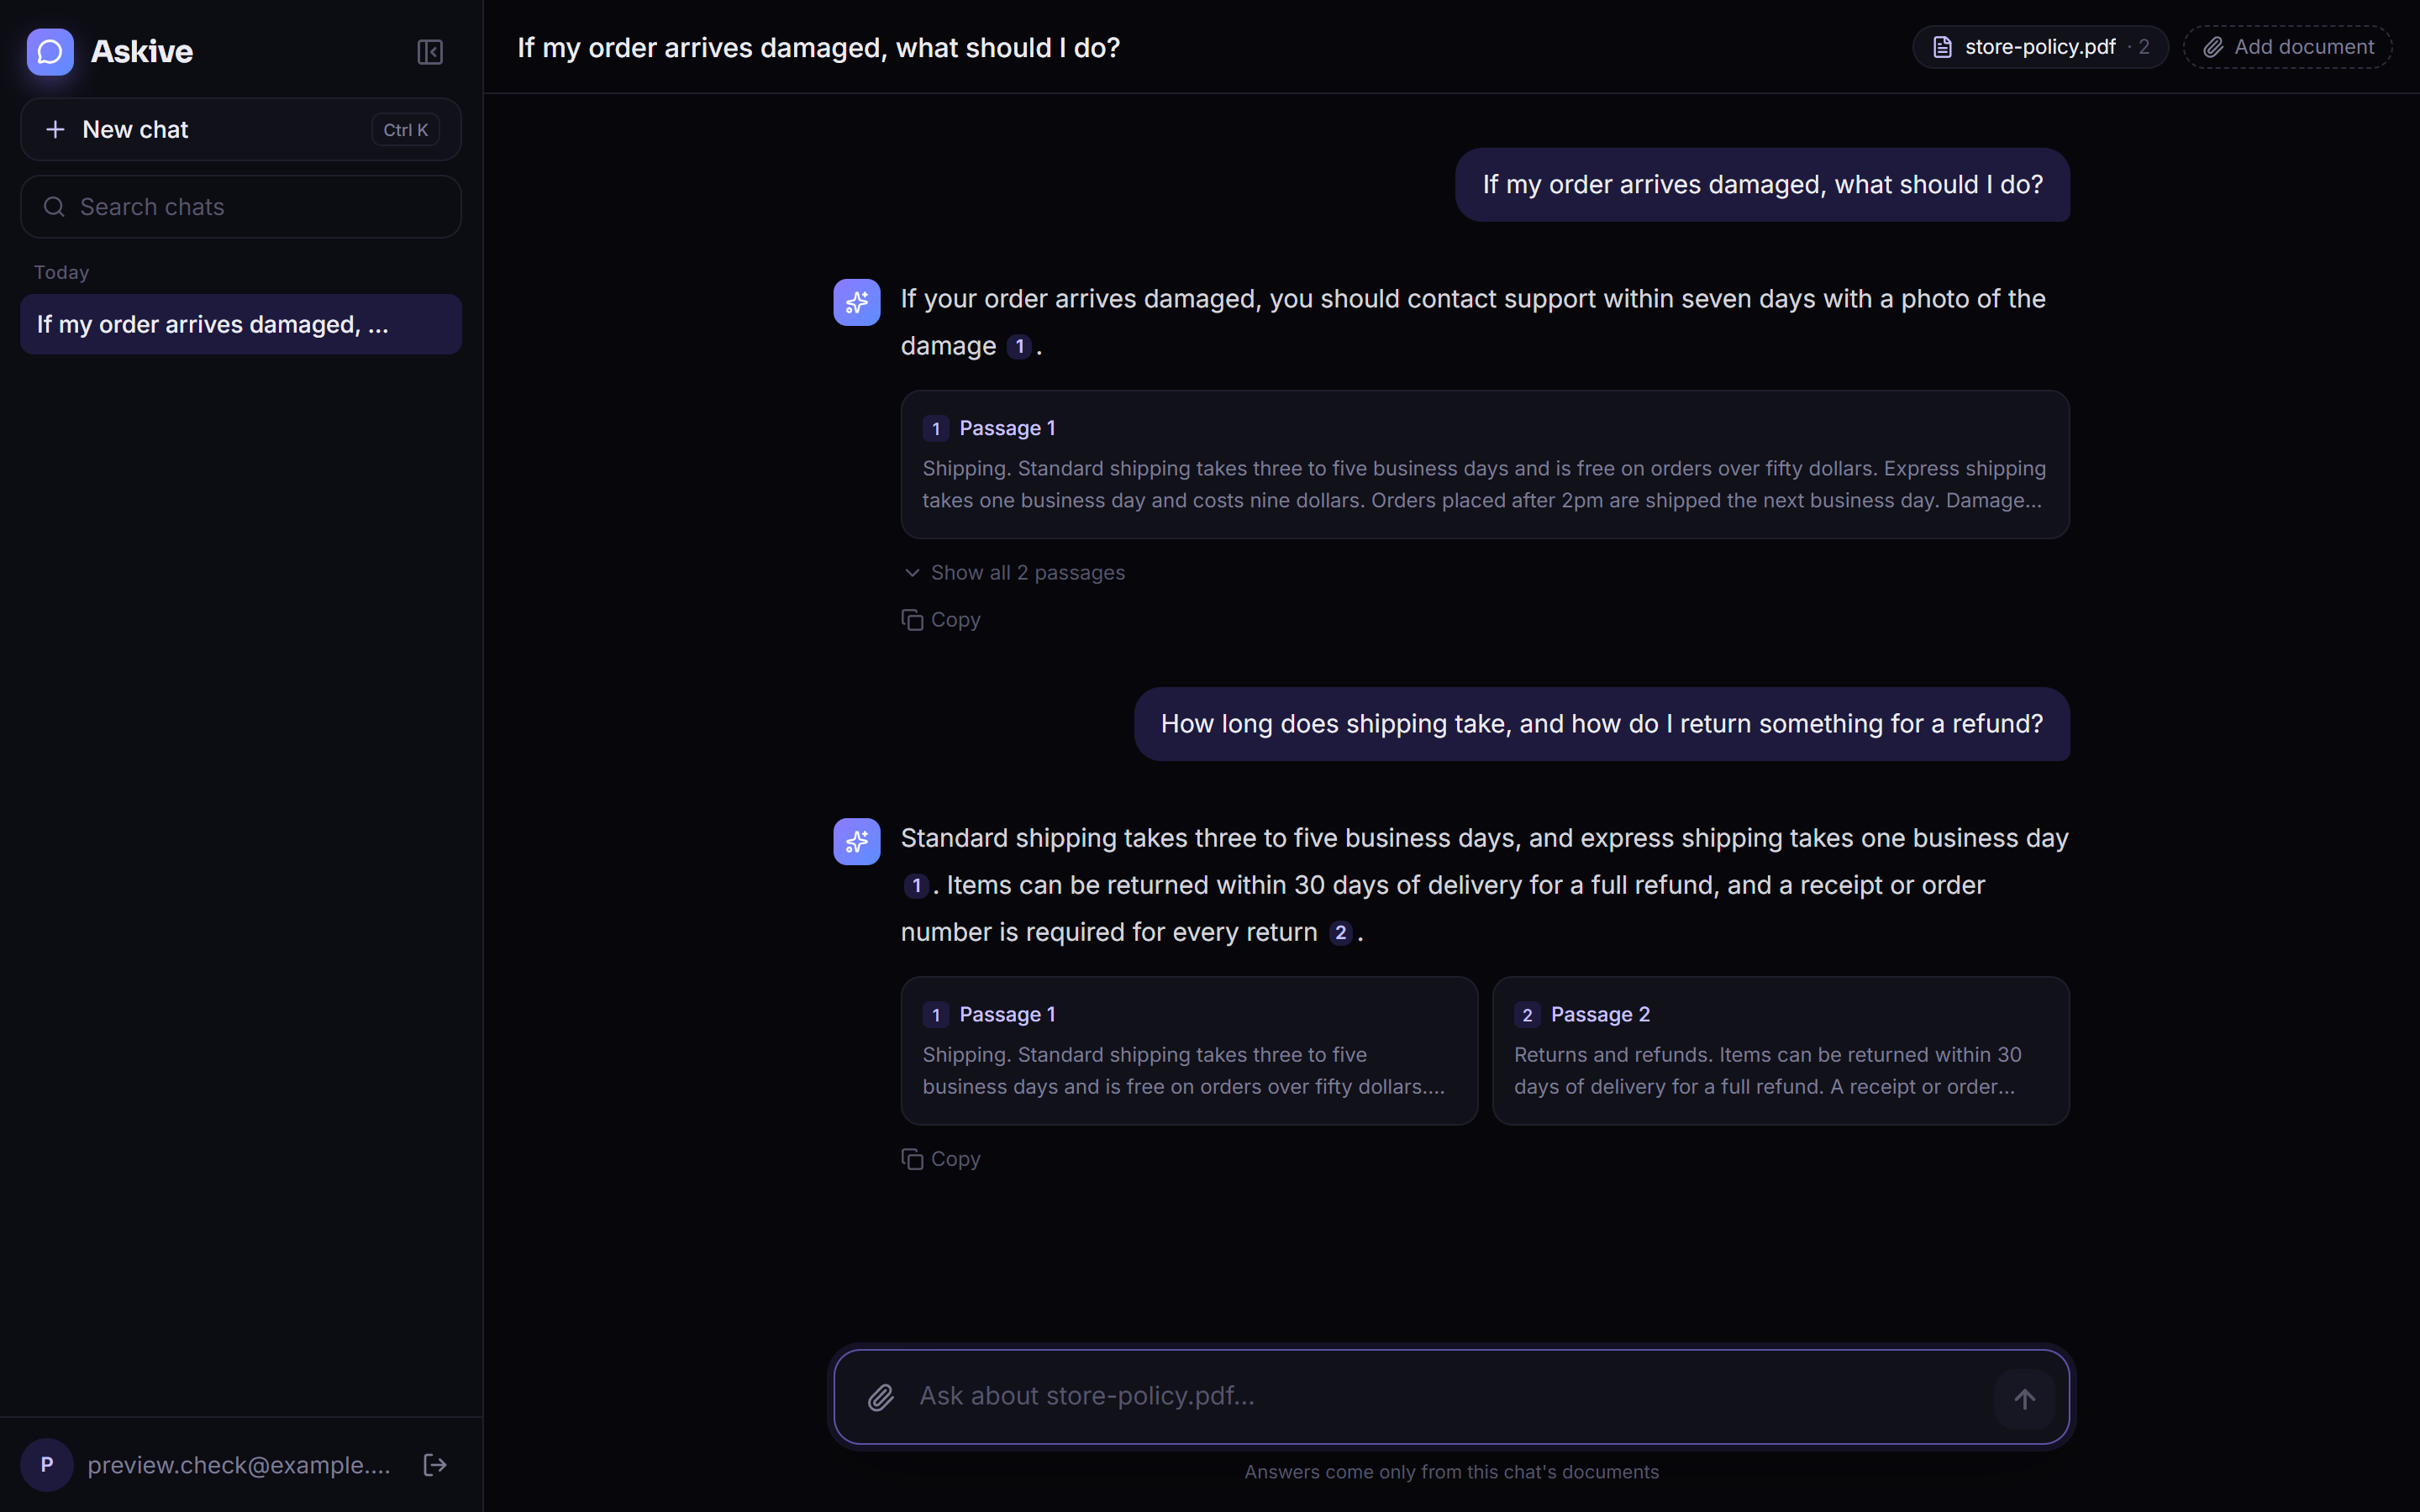 Askive
New chat
Ctrl K
Search chats
Today
If my order arrives damaged, ...
preview.check@example....
P
If my order arrives damaged, what should I do?
store-policy.pdf · 2
Add document
If my order arrives damaged, what should I do?
If your order arrives damaged, you should contact support within seven days with a photo of the
damage 1.
1 Passage 1
Shipping. Standard shipping takes three to five business days and is free on orders over fifty dollars. Express shipping
takes one business day and costs nine dollars. Orders placed after 2pm are shipped the next business day. Damage...
Show all 2 passages
Copy
How long does shipping take, and how do I return something for a refund?
Standard shipping takes three to five business days, and express shipping takes one business day
1. Items can be returned within 30 days of delivery for a full refund, and a receipt or order
number is required for every return 2.
1 Passage 1
Shipping. Standard shipping takes three to five
business days and is free on orders over fifty dollars....
2 Passage 2
Returns and refunds. Items can be returned within 30
days of delivery for a full refund. A receipt or order...
Copy
Ask about store-policy.pdf...
Answers come only from this chat's documents